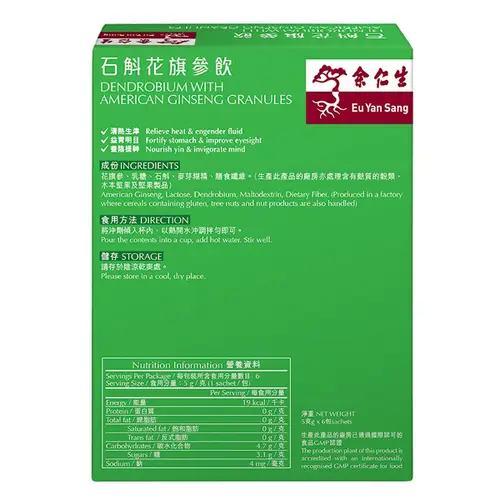 石斛花旗參飲
DENDROBIUM WITH
AMERICAN GINSENG GRANULES
余仁生
Eu Yan Sang
清熱生津 Relieve heat & engender fluid
益胃明目 Fortify stomach & improve eyesight
養陰提神 Nourish yin & invigorate mind
成份 INGREDIENTS
花旗參、乳糖、石斛、麥芽糊精、膳食纖維。(生產此產品的廠房亦處理含有麩質的穀類、
木本堅果及堅果製品)
American Ginseng, Lactose, Dendrobium, Maltodextrin, Dietary Fiber. (Produced in a factory
where cereals containing gluten, tree nuts and nut products are also handled)
食用方法 DIRECTION
將沖劑傾入杯內，以熱開水沖調拌勻即可。
Pour the contents into a cup, add hot water. Stir well.
儲存 STORAGE
請存於陰涼乾爽處。
Please store in a cool, dry place.
Nutrition Information 營養資料
Servings Per Package / 每包裝所含食用分量數目：6
Serving Size / 食用分量：5 g / 克 (1 sachet / 包)
Per Serving / 每食用分量
Energy / 能量 19 kcal / 千卡
Protein / 蛋白質 0 g / 克
Total fat / 總脂肪 0 g / 克
Saturated fat / 飽和脂肪 0 g / 克
Trans fat / 反式脂肪 0 g / 克
Carbohydrates / 碳水化合物 4.7 g / 克
Sugars / 糖 3.1 g / 克
Sodium / 鈉 4 mg / 毫克
淨重 NET WEIGHT
5克g x 6包sachets
生產此產品的廠房已通過國際認可的
食品GMP認證
The production plant of this product is
accredited with an internationally
recognised GMP certificate for food